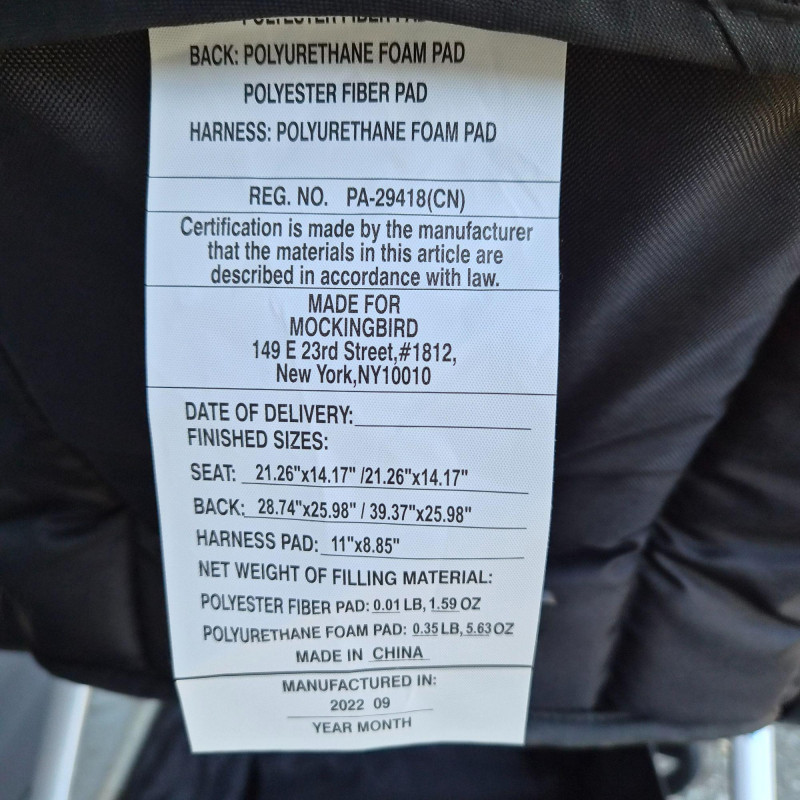 POLYESTER FIBER PAD
BACK: POLYURETHANE FOAM PAD
POLYESTER FIBER PAD
HARNESS: POLYURETHANE FOAM PAD
REG. NO. PA-29418(CN)
Certification is made by the manufacturer
that the materials in this article are
described in accordance with law.
MADE FOR
MOCKINGBIRD
149 E 23rd Street,#1812,
New York,NY10010
DATE OF DELIVERY:
FINISHED SIZES:
SEAT: 21.26"x14.17" /21.26"x14.17"
BACK: 28.74"x25.98" / 39.37"x25.98"
HARNESS PAD: 11"x8.85"
NET WEIGHT OF FILLING MATERIAL:
POLYESTER FIBER PAD: 0.01 LB, 1.59 OZ
POLYURETHANE FOAM PAD: 0.35 LB, 5.63 OZ
MADE IN CHINA
MANUFACTURED IN:
2022 09
YEAR MONTH